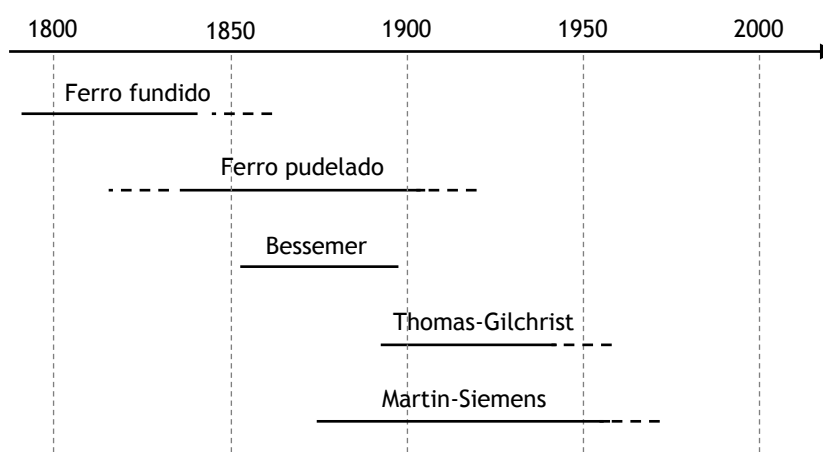 1800 1850 1900 1950 2000
Ferro fundido
Ferro pudelado
Bessemer
Thomas-Gilchrist
Martin-Siemens